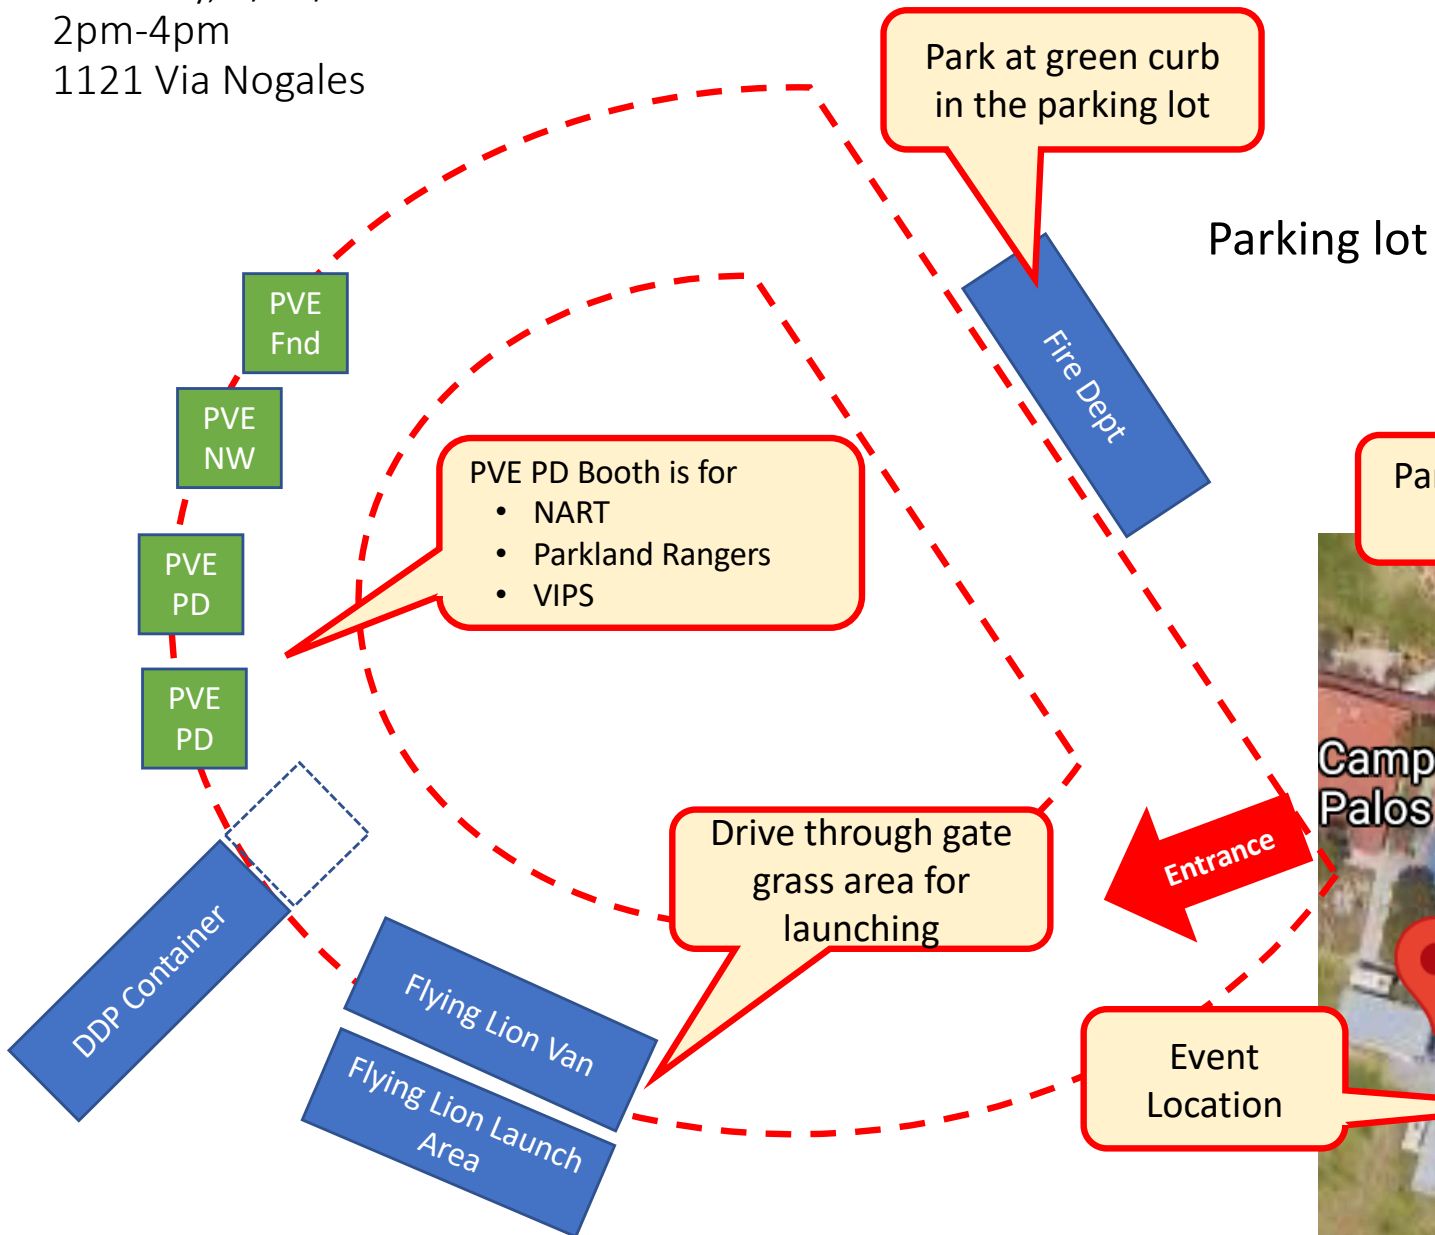 2pm-4pm
1121 Via Nogales
Park at green curb
in the parking lot
Parking lot
PVE
Fnd
Fire Dept
PVE
NW
PVE PD Booth is for
• NART
• Parkland Rangers
• VIPS
PVE
PD
PVE
PD
Camp
Palos
Drive through gate
grass area for
launching
Entrance
DDP Container
Flying Lion Van
Flying Lion Launch
Area
Event
Location